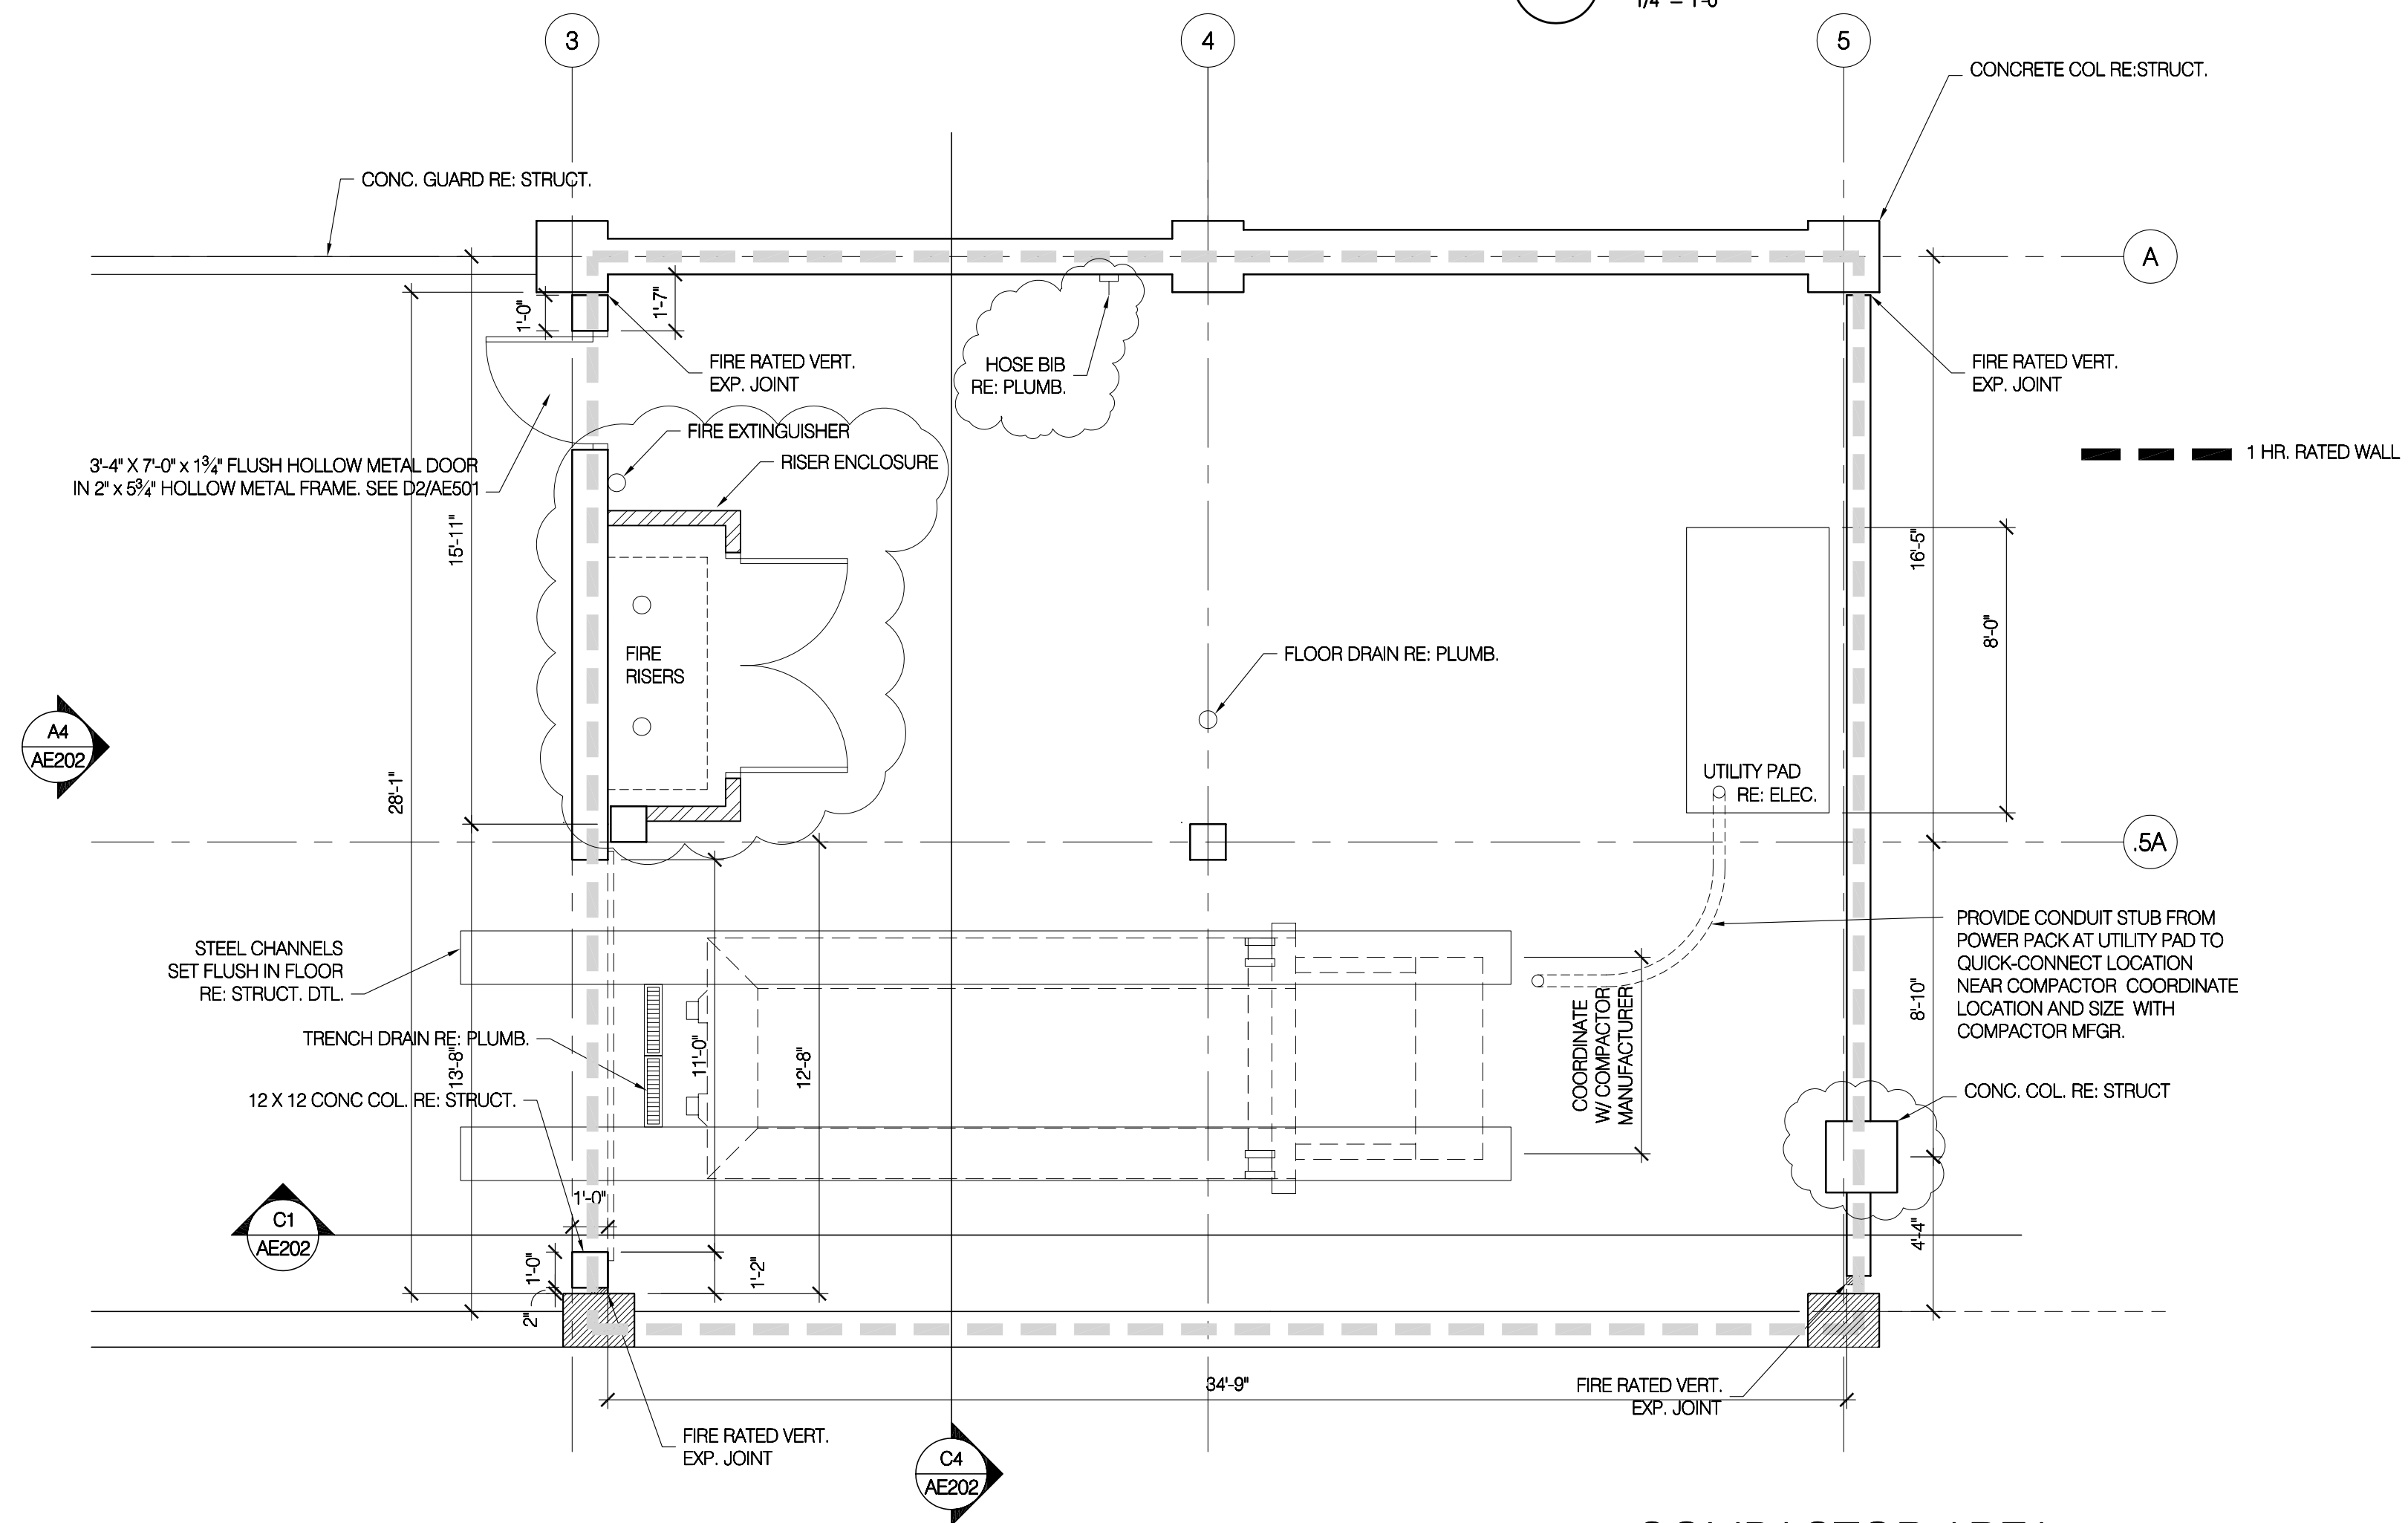 1/4" = 1'-0"
3
4
5
CONCRETE COL RE:STRUCT.
CONC. GUARD RE: STRUCT.
A
1'-0"
1'-7"
FIRE RATED VERT.
EXP. JOINT
HOSE BIB
RE: PLUMB.
FIRE RATED VERT.
EXP. JOINT
FIRE EXTINGUISHER
RISER ENCLOSURE
3'-4" X 7'-0" x 1¾" FLUSH HOLLOW METAL DOOR
IN 2" x 5¾" HOLLOW METAL FRAME. SEE D2/AE501
1 HR. RATED WALL
15'-11"
16'-5"
8'-0"
FIRE
RISERS
FLOOR DRAIN RE: PLUMB.
A4
AE202
28'-1"
UTILITY PAD
RE: ELEC.
.5A
STEEL CHANNELS
SET FLUSH IN FLOOR
RE: STRUCT. DTL.
PROVIDE CONDUIT STUB FROM
POWER PACK AT UTILITY PAD TO
QUICK-CONNECT LOCATION
NEAR COMPACTOR COORDINATE
LOCATION AND SIZE WITH
COMPACTOR MFGR.
8'-10"
TRENCH DRAIN RE: PLUMB.
13'-8"
11'-0"
12'-8"
COORDINATE
W/ COMPACTOR
MANUFACTURER
12 X 12 CONC COL. RE: STRUCT.
CONC. COL. RE: STRUCT
1'-0"
C1
AE202
1'-0"
1'-2"
4'-4"
2"
34'-9"
FIRE RATED VERT.
EXP. JOINT
FIRE RATED VERT.
EXP. JOINT
C4
AE202
COMPACTOR AREA